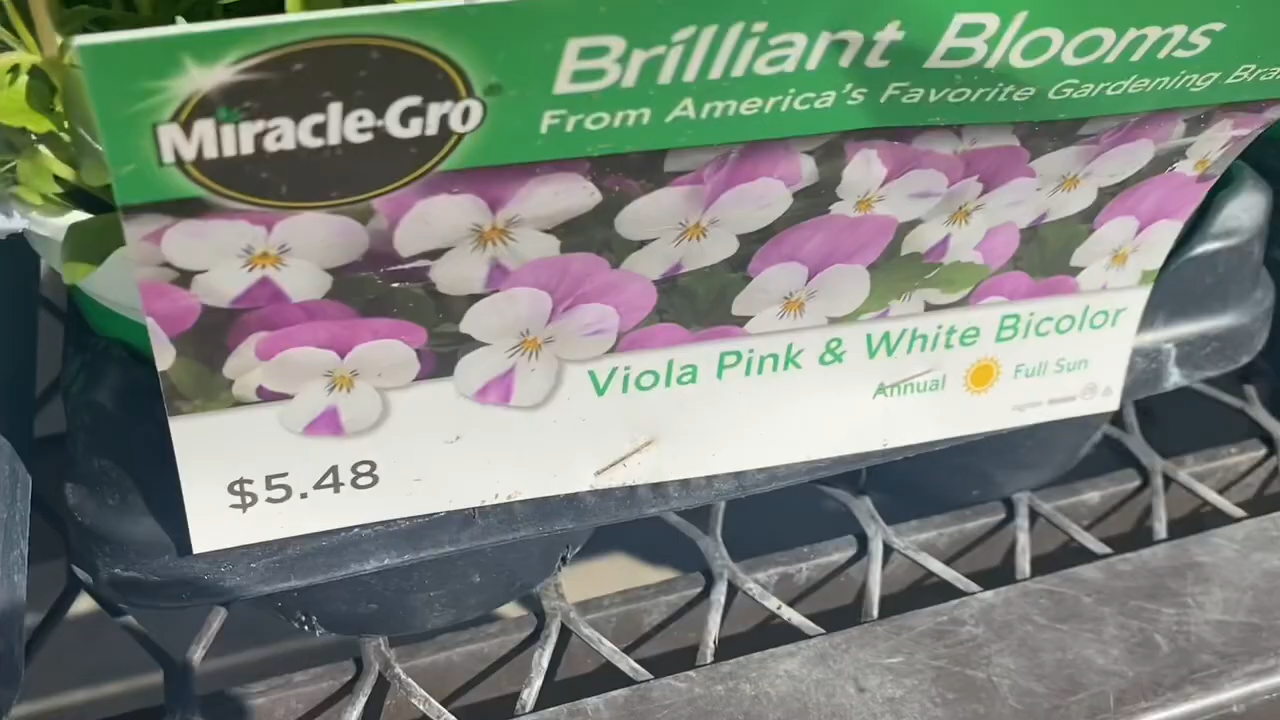 Miracle-Gro
Brilliant Blooms
From America's Favorite Gardening Bra
Viola Pink & White Bicolor
Annual Full Sun
$5.48